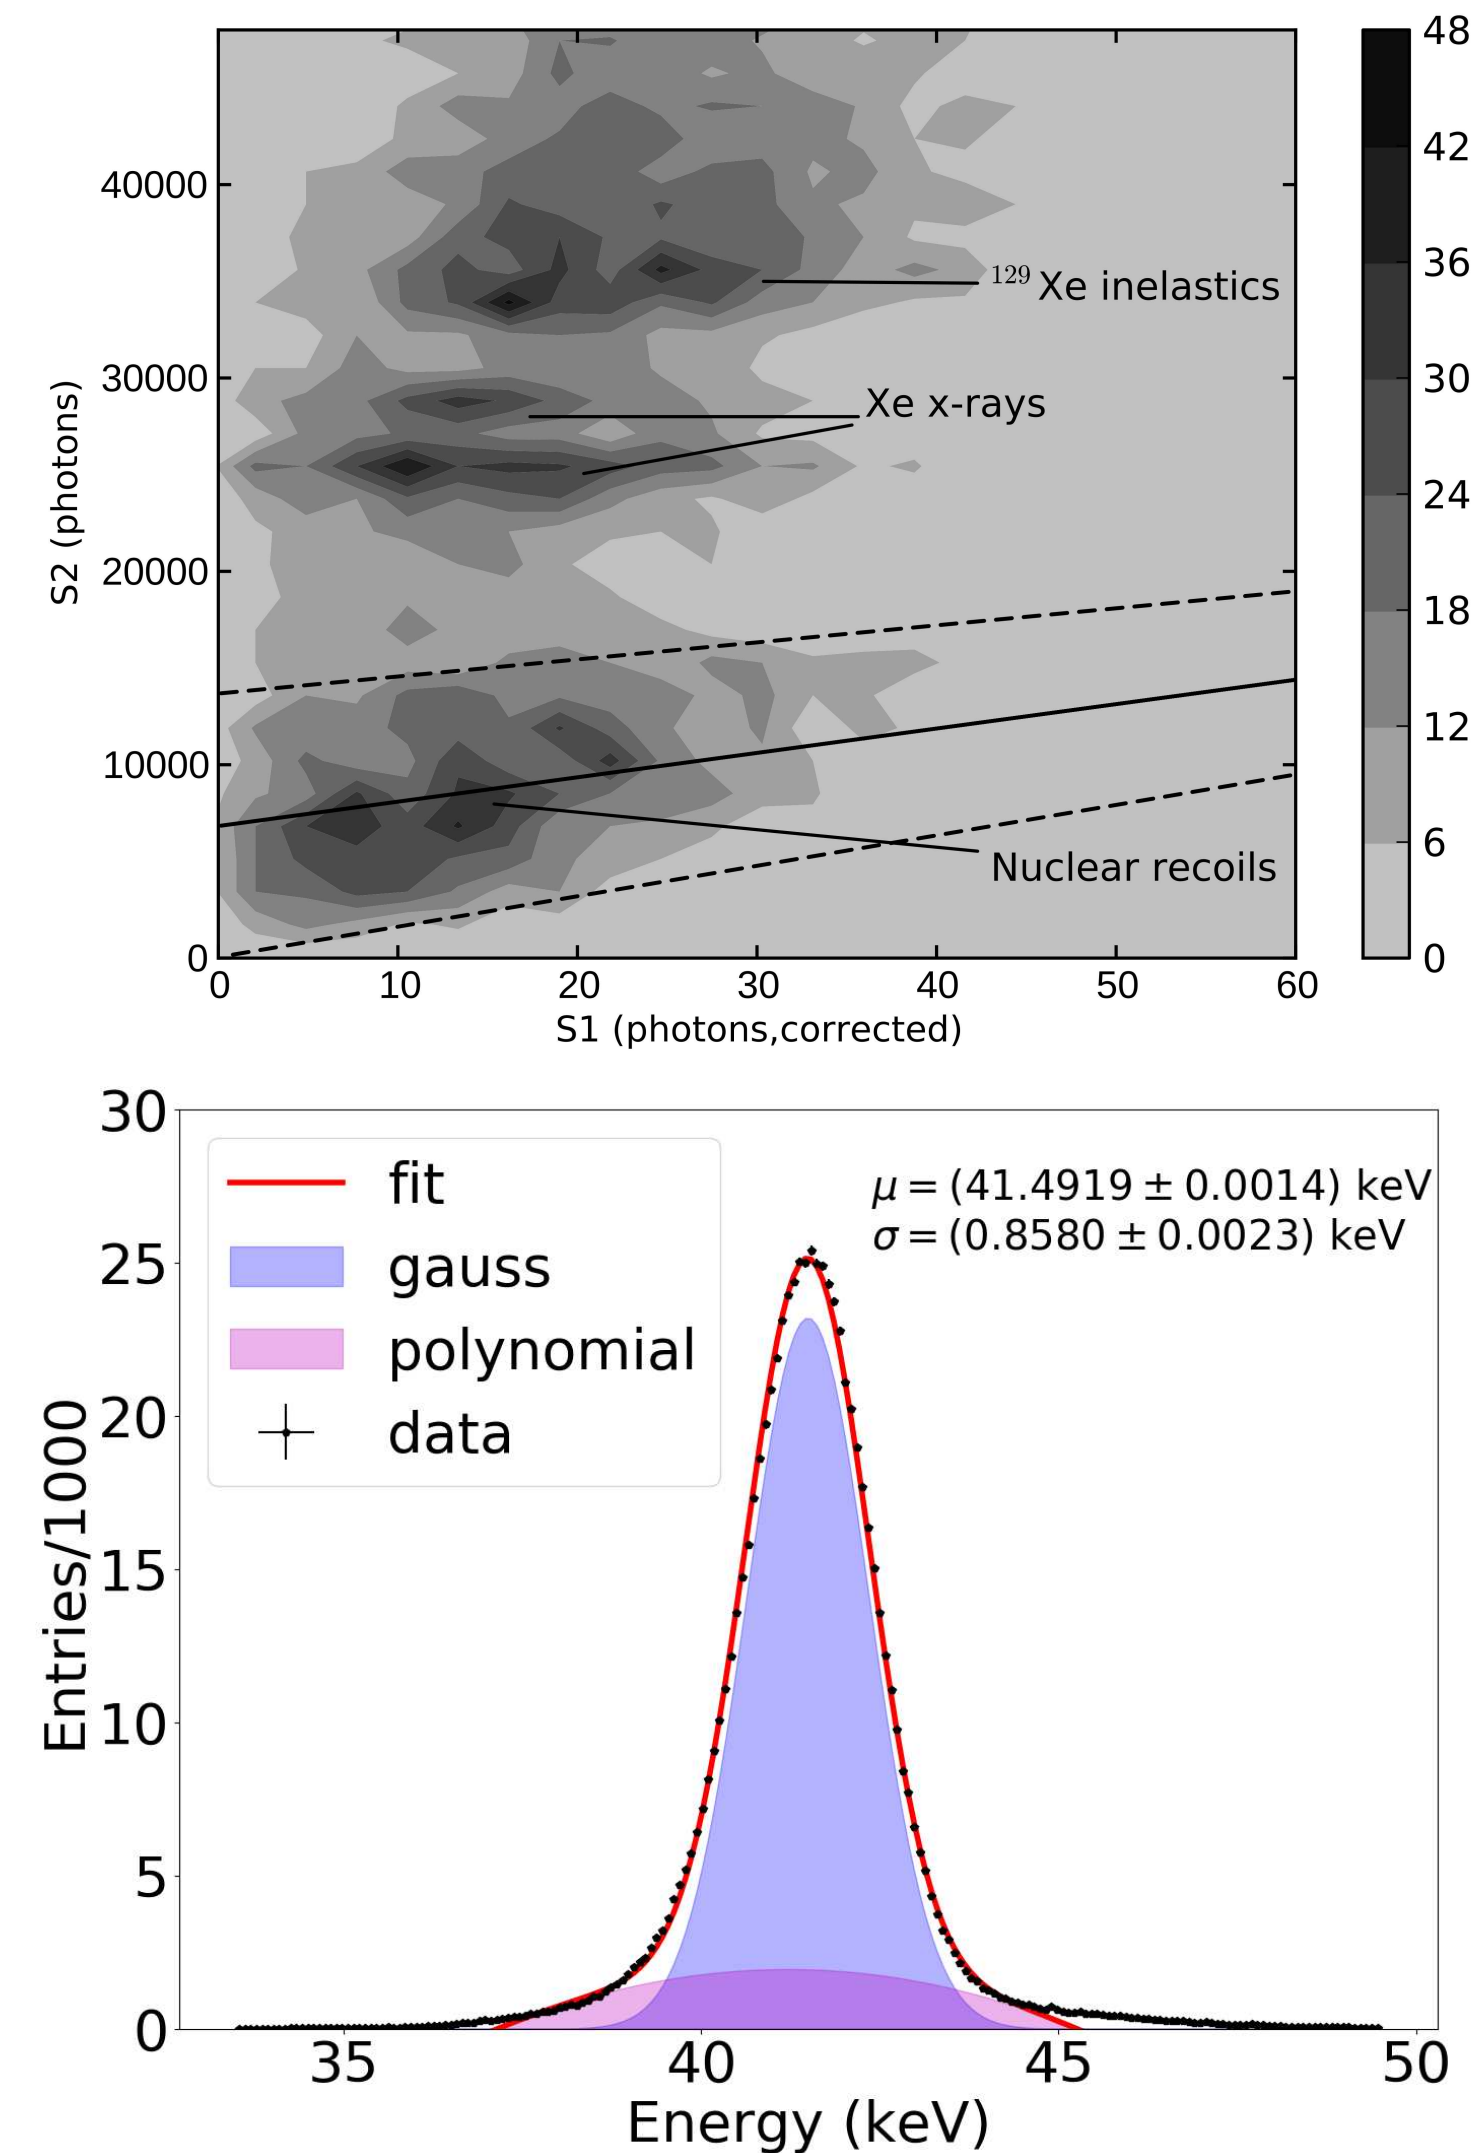 48
42
40000
36
129Xe inelastics
30000
30
Xe x-rays
S2 (photons)
24
20000
18
12
10000
6
Nuclear recoils
0
0
0 10 20 30 40 50 60
S1 (photons,corrected)
30
fit
μ = (41.4919 ± 0.0014) keV
σ = (0.8580 ± 0.0023) keV
25
gauss
polynomial
20
data
Entries/1000
15
10
5
0
35 40 45 50
Energy (keV)